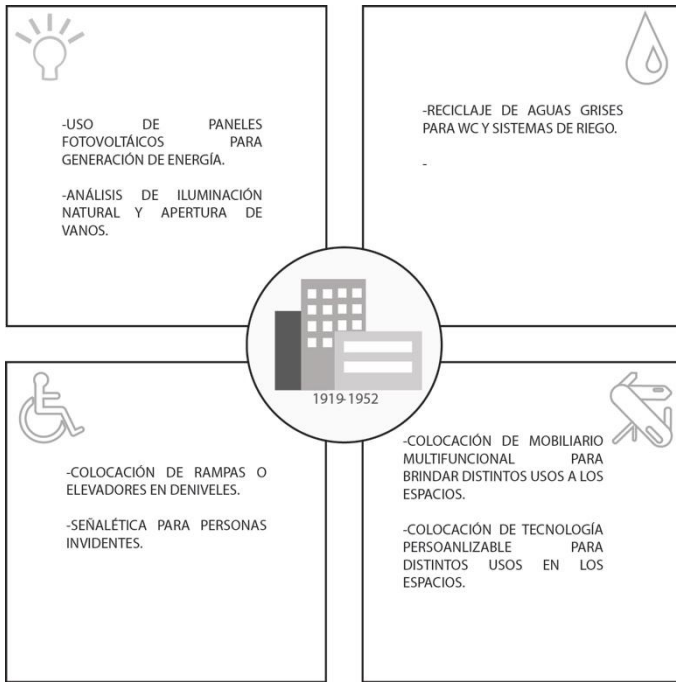 -USO DE PANELES
FOTOVOLTÁICOS PARA
GENERACIÓN DE ENERGÍA.
-ANÁLISIS DE ILUMINACIÓN
NATURAL Y APERTURA DE
VANOS.
-RECICLAJE DE AGUAS GRISES
PARA WC Y SISTEMAS DE RIEGO.
-
1919-1952
-COLOCACIÓN DE RAMPAS O
ELEVADORES EN DENIVELES.
-SEÑALÉTICA PARA PERSONAS
INVIDENTES.
-COLOCACIÓN DE MOBILIARIO
MULTIFUNCIONAL PARA
BRINDAR DISTINTOS USOS A LOS
ESPACIOS.
-COLOCACIÓN DE TECNOLOGÍA
PERSOANLIZABLE PARA
DISTINTOS USOS EN LOS
ESPACIOS.